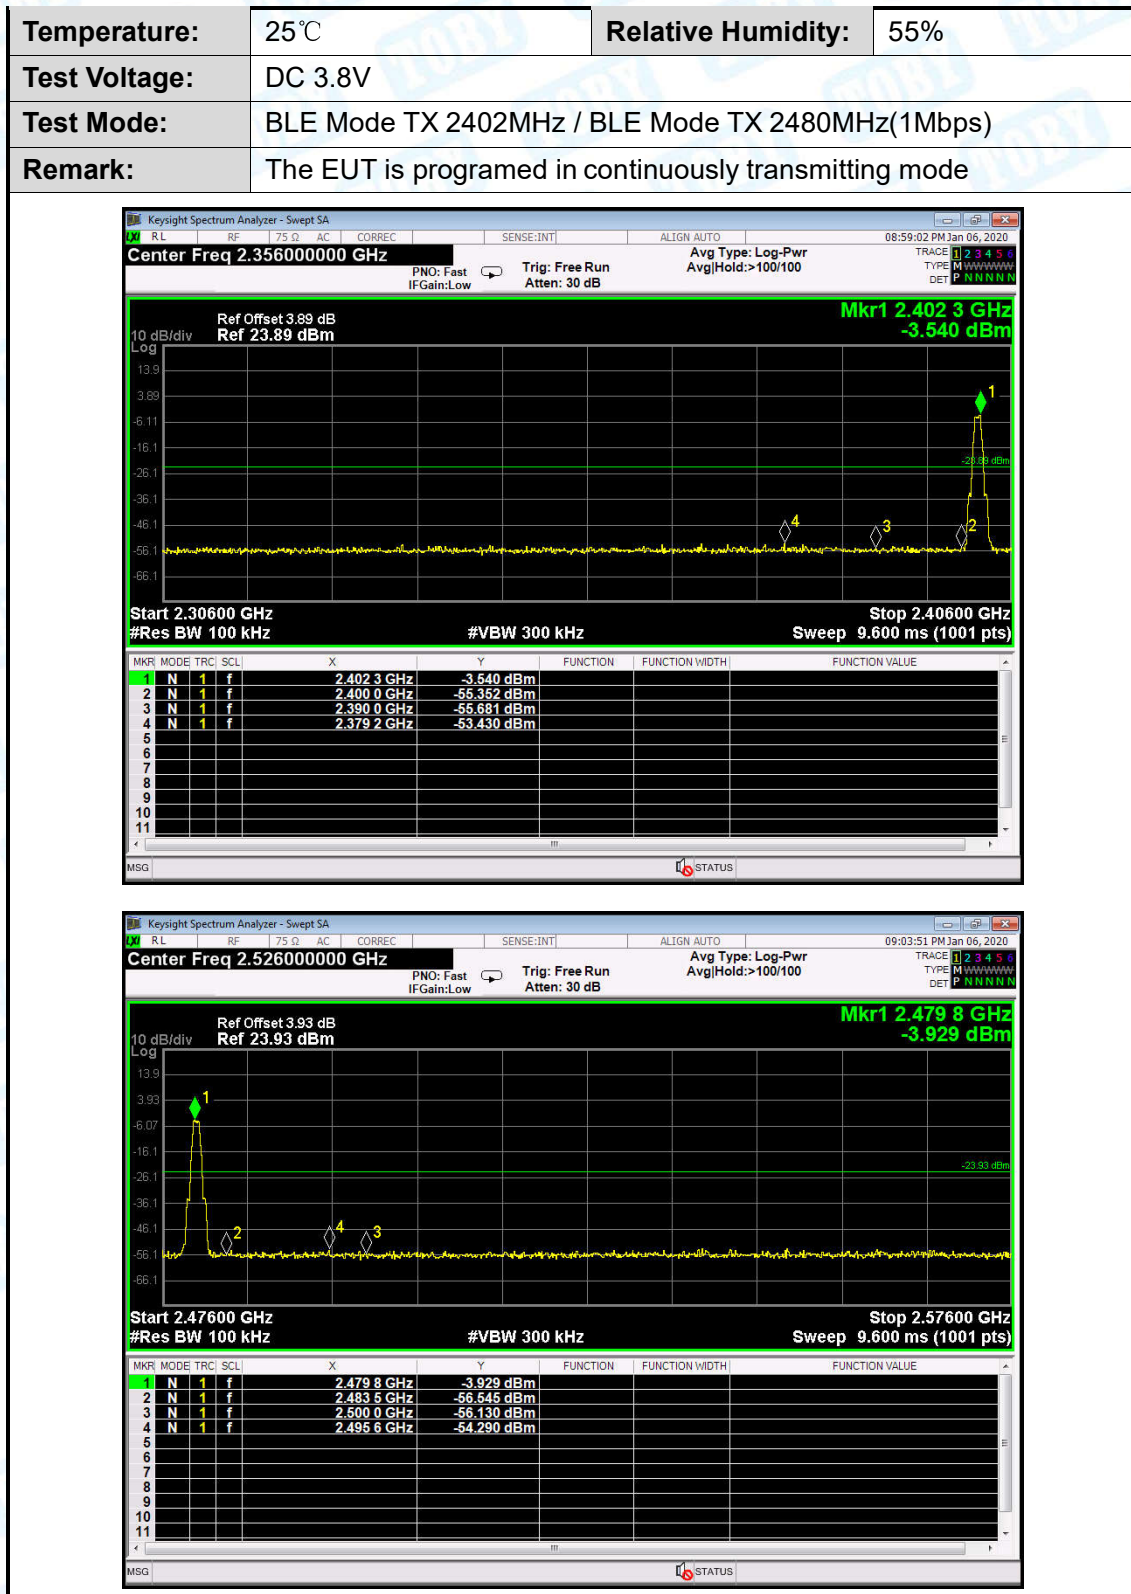 Temperature: 25℃ Relative Humidity: 55%
Test Voltage: DC 3.8V
Test Mode: BLE Mode TX 2402MHz / BLE Mode TX 2480MHz(1Mbps)
Remark: The EUT is programed in continuously transmitting mode
Keysight Spectrum Analyzer - Swept SA
LXI RL RF 75 Ω AC CORREC SENSE:INT ALIGN AUTO 08:59:02 PM Jan 06, 2020
Center Freq 2.356000000 GHz Avg Type: Log-Pwr TRACE 1 2 3 4 5 6
PNO: Fast Trig: Free Run Avg|Hold:>100/100 TYPE M WWWWW
IFGain:Low Atten: 30 dB DET P N N N N N
Mkr1 2.402 3 GHz
Ref Offset 3.89 dB
10 dB/div Ref 23.89 dBm -3.540 dBm
Log
13.9
3.89
1
-6.11
-16.1
-23.89 dBm
-26.1
-36.1
-46.1
4 3 2
-56.1
-66.1
Start 2.30600 GHz Stop 2.40600 GHz
#Res BW 100 kHz #VBW 300 kHz Sweep 9.600 ms (1001 pts)
MKR MODE TRC SCL X Y FUNCTION FUNCTION WIDTH FUNCTION VALUE
1 N 1 f 2.402 3 GHz -3.540 dBm
2 N 1 f 2.400 0 GHz -55.352 dBm
3 N 1 f 2.390 0 GHz -55.681 dBm
4 N 1 f 2.379 2 GHz -53.430 dBm
5
6
7
8
9
10
11
MSG STATUS
Keysight Spectrum Analyzer - Swept SA
LXI RL RF 75 Ω AC CORREC SENSE:INT ALIGN AUTO 09:03:51 PM Jan 06, 2020
Center Freq 2.526000000 GHz Avg Type: Log-Pwr TRACE 1 2 3 4 5 6
PNO: Fast Trig: Free Run Avg|Hold:>100/100 TYPE M WWWWW
IFGain:Low Atten: 30 dB DET P N N N N N
Mkr1 2.479 8 GHz
Ref Offset 3.93 dB
10 dB/div Ref 23.93 dBm -3.929 dBm
Log
13.9
3.93
1
-6.07
-16.1
-23.93 dBm
-26.1
-36.1
-46.1
2 4 3
-56.1
-66.1
Start 2.47600 GHz Stop 2.57600 GHz
#Res BW 100 kHz #VBW 300 kHz Sweep 9.600 ms (1001 pts)
MKR MODE TRC SCL X Y FUNCTION FUNCTION WIDTH FUNCTION VALUE
1 N 1 f 2.479 8 GHz -3.929 dBm
2 N 1 f 2.483 5 GHz -56.545 dBm
3 N 1 f 2.500 0 GHz -56.130 dBm
4 N 1 f 2.495 6 GHz -54.290 dBm
5
6
7
8
9
10
11
MSG STATUS